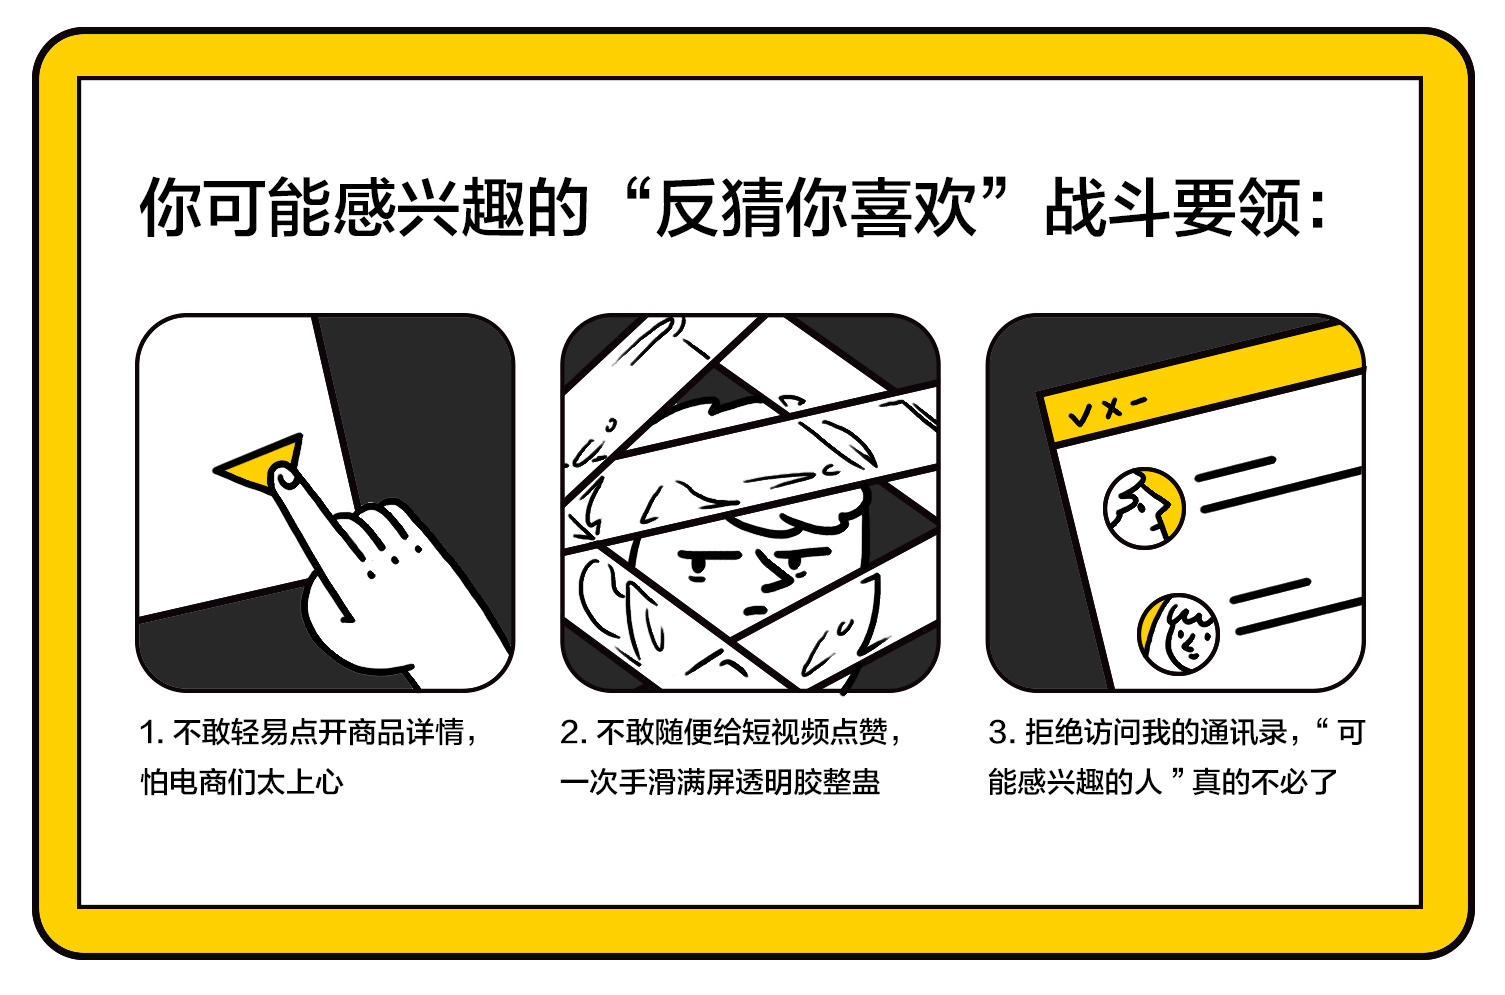 你可能感兴趣的“反猜你喜欢”战斗要领：
1. 不敢轻易点开商品详情，
怕电商们太上心
2. 不敢随便给短视频点赞，
一次手滑满屏透明胶整蛊
3. 拒绝访问我的通讯录，“ 可
能感兴趣的人 ” 真的不必了